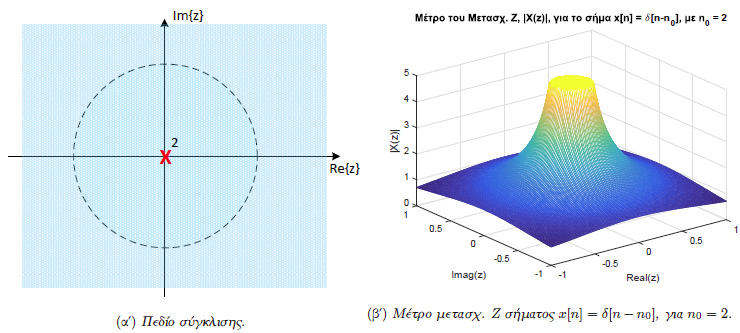 Im{z}
2
X
Re{z}
(αʹ) Πεδίο σύγκλισης.
Μέτρο του Μετασχ. Ζ, |X(z)|, για το σήμα x[n] = δ[n-n₀], με n₀ = 2
|X(z)|
5
4
3
2
1
0
1
0.5
0
-0.5
-1
Imag(z)
-1
-0.5
0
0.5
1
Real(z)
(βʹ) Μέτρο μετασχ. Ζ σήματος x[n] = δ[n − n₀], για n₀ = 2.